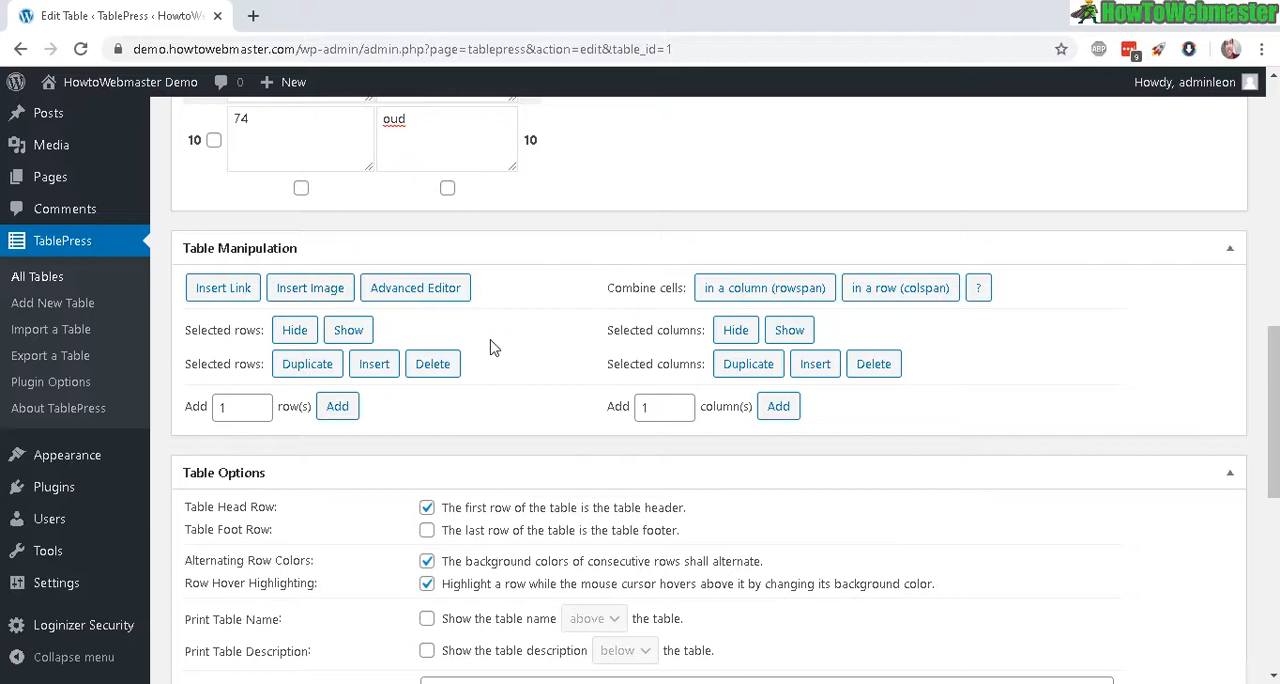 Edit Table ‹ TablePress ‹ HowtoWe
HowToWebmaster
demo.howtowebmaster.com/wp-admin/admin.php?page=tablepress&action=edit&table_id=1
ABP
9
HowtoWebmaster Demo
0
New
Howdy, adminleon
Posts
Media
Pages
Comments
TablePress
All Tables
Add New Table
Import a Table
Export a Table
Plugin Options
About TablePress
Appearance
Plugins
Users
Tools
Settings
Loginizer Security
Collapse menu
10 74 oud 10
Table Manipulation
Insert Link Insert Image Advanced Editor Combine cells: in a column (rowspan) in a row (colspan) ?
Selected rows: Hide Show Selected columns: Hide Show
Selected rows: Duplicate Insert Delete Selected columns: Duplicate Insert Delete
Add 1 row(s) Add Add 1 column(s) Add
Table Options
Table Head Row: The first row of the table is the table header.
Table Foot Row: The last row of the table is the table footer.
Alternating Row Colors: The background colors of consecutive rows shall alternate.
Row Hover Highlighting: Highlight a row while the mouse cursor hovers above it by changing its background color.
Print Table Name: Show the table name above the table.
Print Table Description: Show the table description below the table.